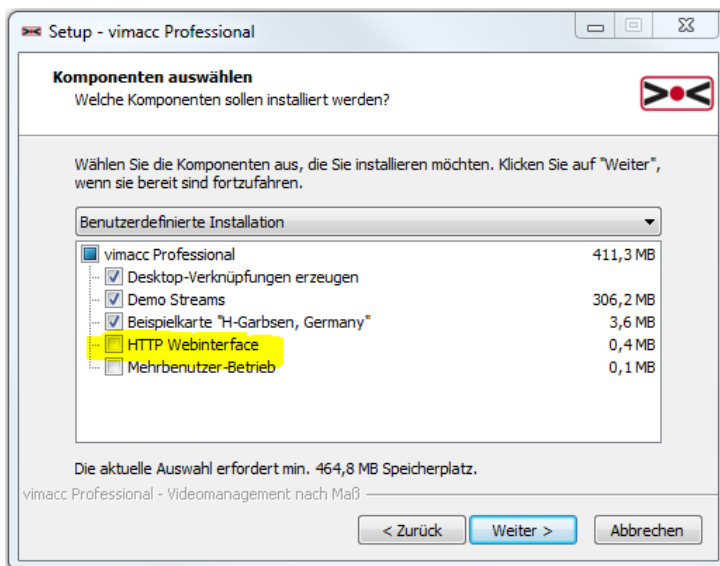 Setup - vimacc Professional
Komponenten auswählen
Welche Komponenten sollen installiert werden?
Wählen Sie die Komponenten aus, die Sie installieren möchten. Klicken Sie auf "Weiter",
wenn sie bereit sind fortzufahren.
Benutzerdefinierte Installation
vimacc Professional 411,3 MB
Desktop-Verknüpfungen erzeugen
Demo Streams 306,2 MB
Beispielkarte "H-Garbsen, Germany" 3,6 MB
HTTP Webinterface 0,4 MB
Mehrbenutzer-Betrieb 0,1 MB
Die aktuelle Auswahl erfordert min. 464,8 MB Speicherplatz.
vimacc Professional - Videomanagement nach Maß
< Zurück Weiter > Abbrechen